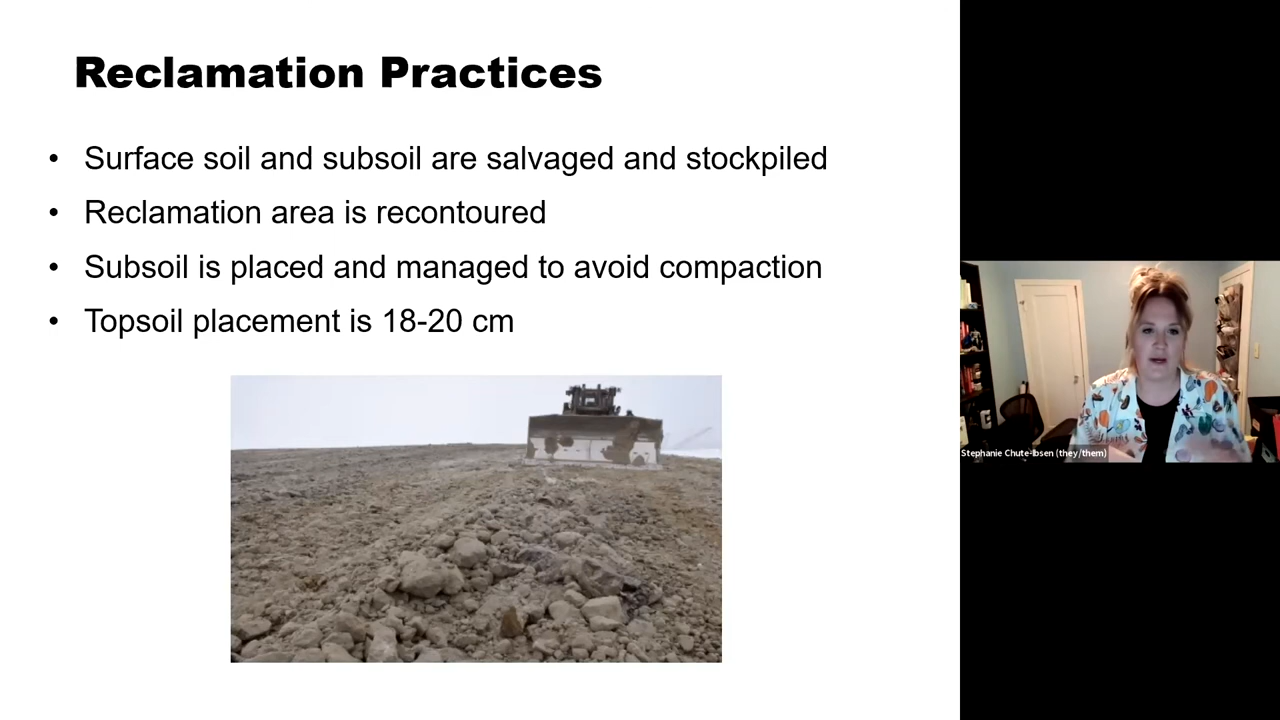 Reclamation Practices
• Surface soil and subsoil are salvaged and stockpiled
• Reclamation area is recontoured
• Subsoil is placed and managed to avoid compaction
• Topsoil placement is 18-20 cm
Stephanie Chute-Ibsen (they/them)